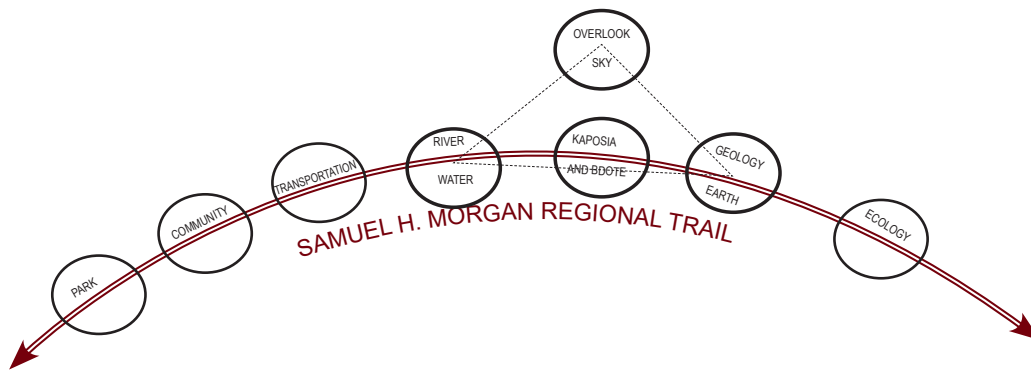 OVERLOOK
SKY
RIVER
WATER
KAPOSIA
AND BDOTE
GEOLOGY
EARTH
TRANSPORTATION
COMMUNITY
PARK
ECOLOGY
SAMUEL H. MORGAN REGIONAL TRAIL